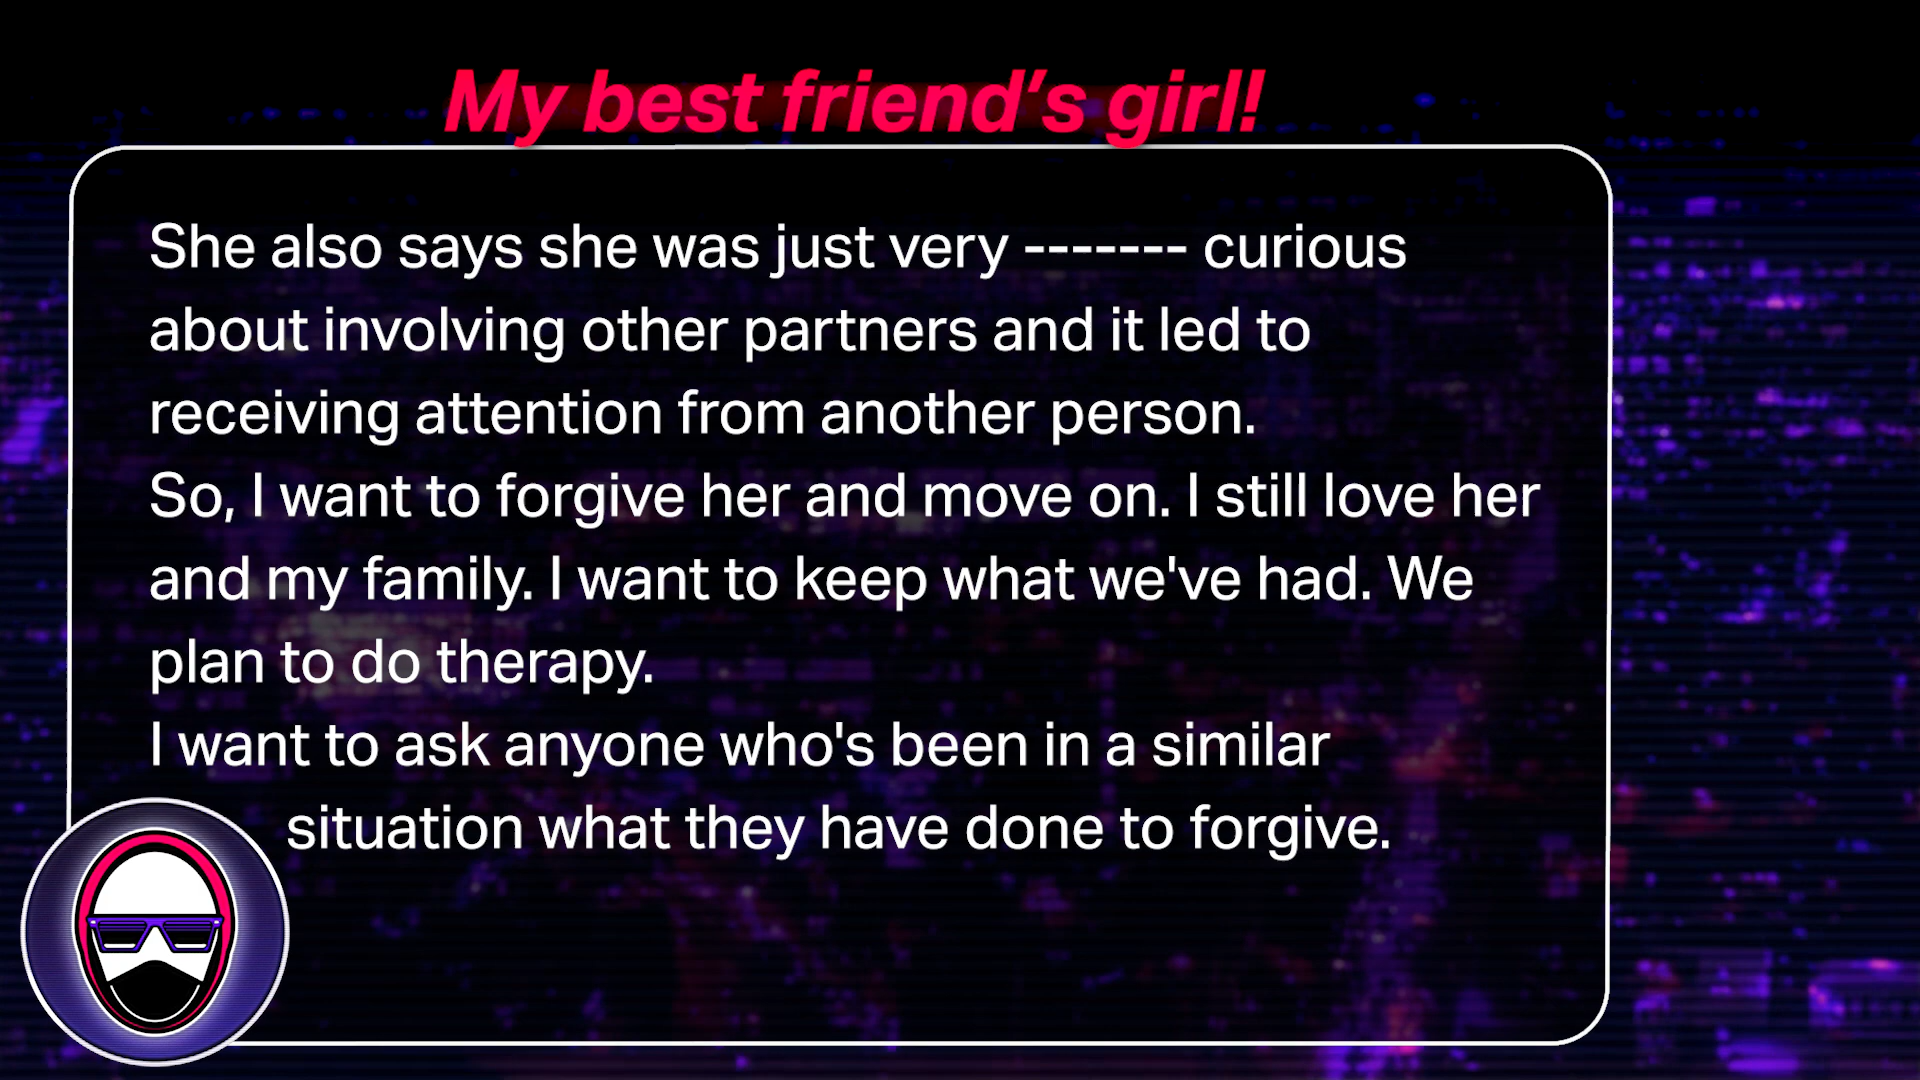 My best friend’s girl!
She also says she was just very ------- curious
about involving other partners and it led to
receiving attention from another person.
So, I want to forgive her and move on. I still love her
and my family. I want to keep what we've had. We
plan to do therapy.
I want to ask anyone who's been in a similar
situation what they have done to forgive.